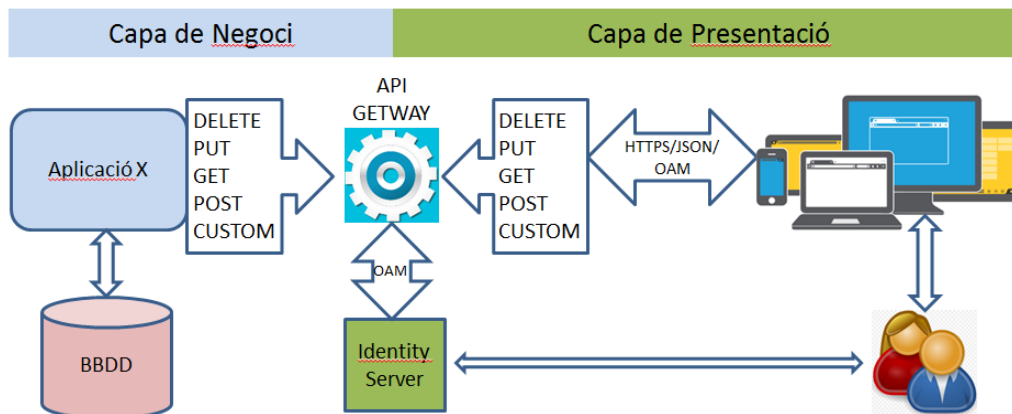 Capa de Negoci
Capa de Presentació
API
GETWAY
Aplicació X
DELETE
PUT
GET
POST
CUSTOM
DELETE
PUT
GET
POST
CUSTOM
HTTPS/JSON/
OAM
OAM
BBDD
Identity
Server